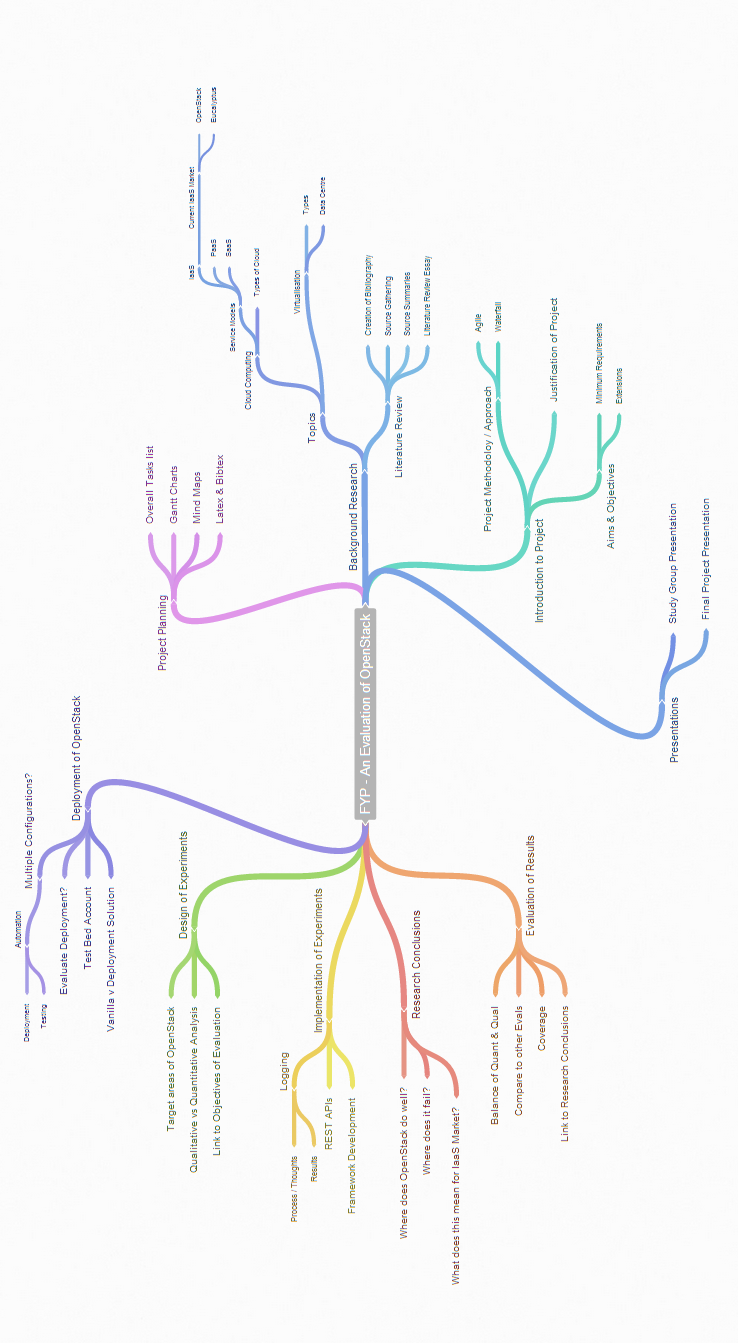 FYP - An Evaluation of OpenStack
Project Planning
Overall Tasks list
Gantt Charts
Mind Maps
Latex & Bibtex
Background Research
Topics
Cloud Computing
Service Models
IaaS
Current IaaS Market
OpenStack
Eucalyptus
PaaS
SaaS
Types of Cloud
Virtualisation
Types
Data Centre
Literature Review
Creation of Bibliography
Source Gathering
Source Summaries
Literature Review Essay
Introduction to Project
Project Methodoloy / Approach
Agile
Waterfall
Justification of Project
Aims & Objectives
Minimum Requirements
Extensions
Presentations
Study Group Presentation
Final Project Presentation
Deployment of OpenStack
Multiple Configurations?
Automation
Deployment
Testing
Evaluate Deployment?
Test Bed Account
Vanilla v Deployment Solution
Design of Experiments
Target areas of OpenStack
Qualitative vs Quantitative Analysis
Link to Objectives of Evaluation
Implementation of Experiments
Logging
Process / Thoughts
Results
REST APIs
Framework Development
Research Conclusions
Where does OpenStack do well?
Where does it fail?
What does this mean for IaaS Market?
Evaluation of Results
Balance of Quant & Qual
Compare to other Evals
Coverage
Link to Research Conclusions